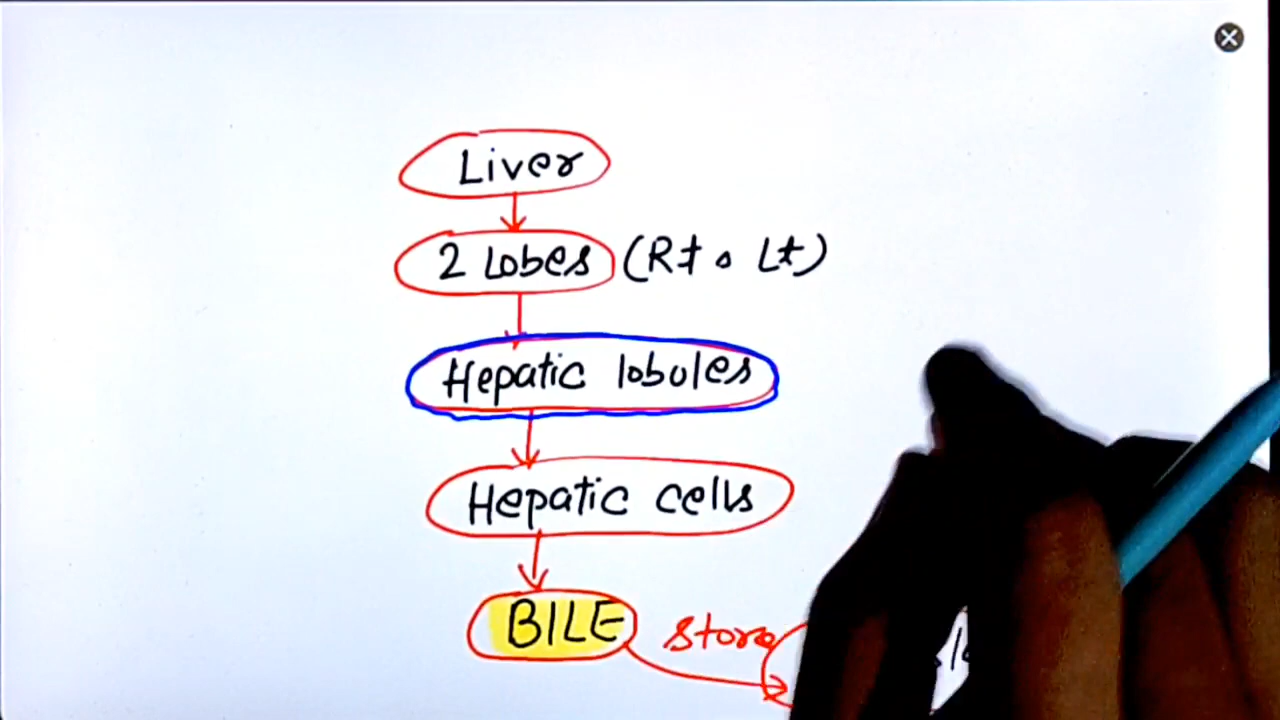 Liver
2 Lobes (Rt & Lt)
Hepatic lobules
Hepatic cells
BILE store